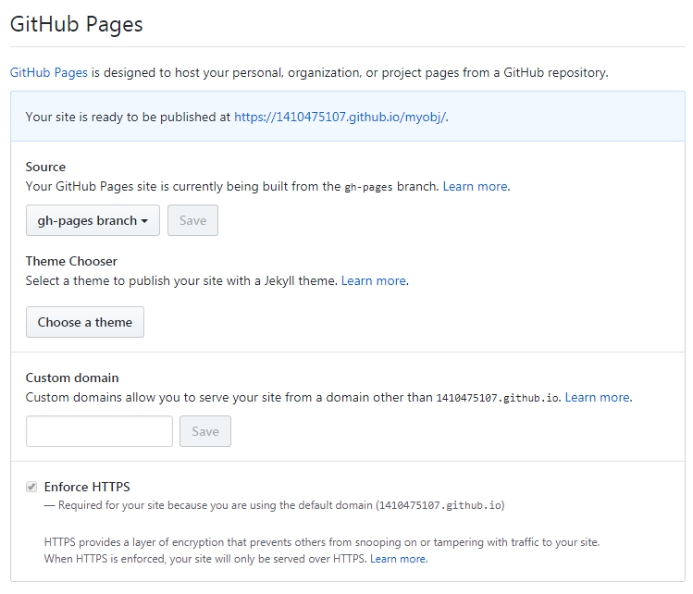 GitHub Pages
GitHub Pages is designed to host your personal, organization, or project pages from a GitHub repository.
Your site is ready to be published at https://1410475107.github.io/myobj/.
Source
Your GitHub Pages site is currently being built from the gh-pages branch. Learn more.
gh-pages branch Save
Theme Chooser
Select a theme to publish your site with a Jekyll theme. Learn more.
Choose a theme
Custom domain
Custom domains allow you to serve your site from a domain other than 1410475107.github.io. Learn more.
Save
Enforce HTTPS
— Required for your site because you are using the default domain (1410475107.github.io)
HTTPS provides a layer of encryption that prevents others from snooping on or tampering with traffic to your site.
When HTTPS is enforced, your site will only be served over HTTPS. Learn more.